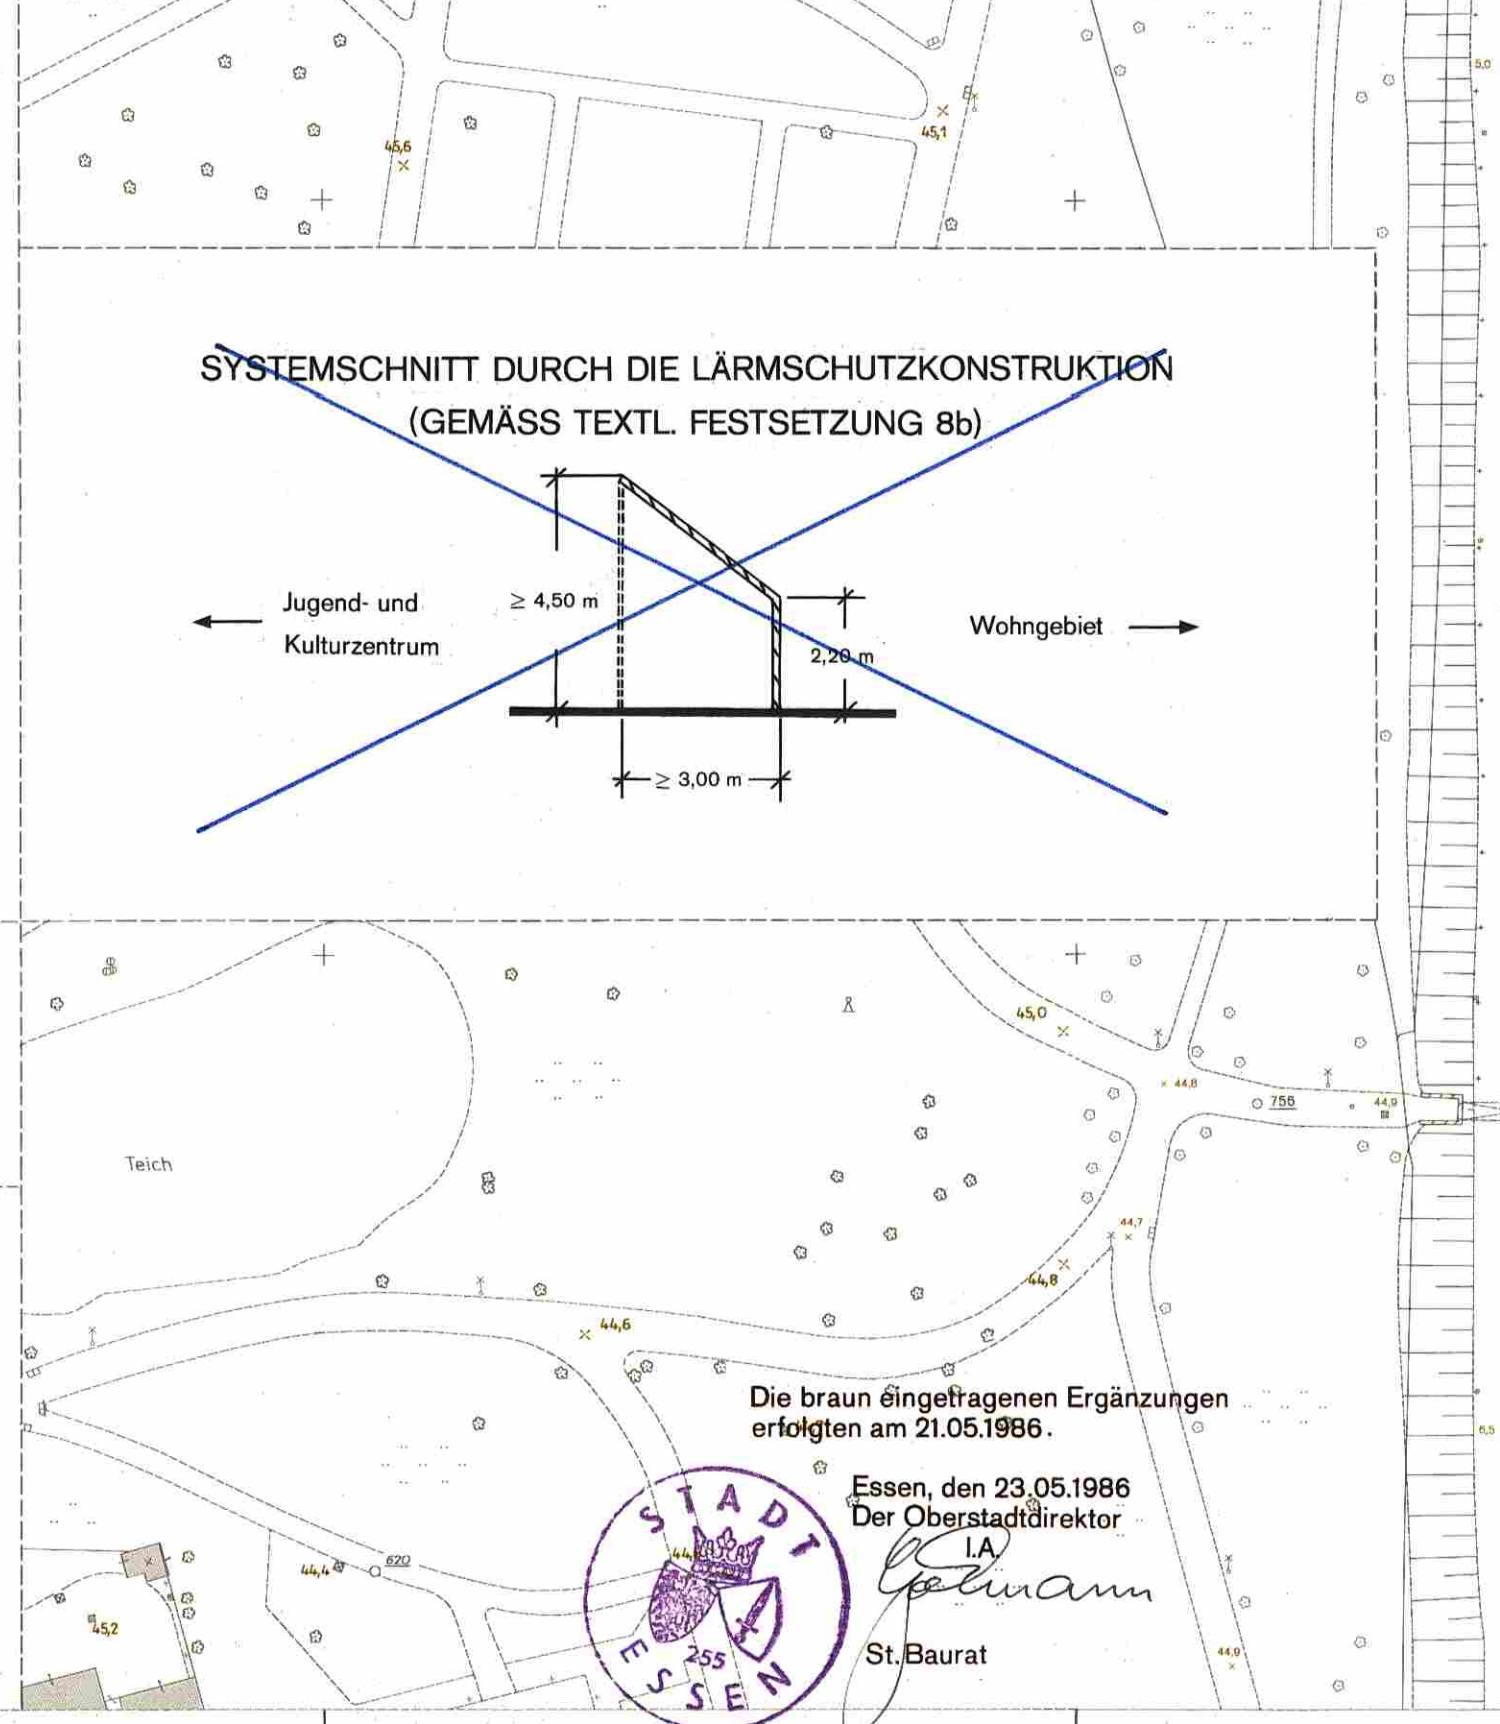 5,0
45,6
45,1
SYSTEMSCHNITT DURCH DIE LÄRMSCHUTZKONSTRUKTION
(GEMÄSS TEXTL. FESTSETZUNG 8b)
≥ 4,50 m
Jugend- und
Kulturzentrum
Wohngebiet
2,20 m
≥ 3,00 m
45,0
44,8
755
44,9
Teich
44,7
44,8
44,6
Die braun eingetragenen Ergänzungen
erfolgten am 21.05.1986.
6,5
Essen, den 23.05.1986
Der Oberstadtdirektor
I.A.
STADT
ESSEN
255
44,4
620
45,2
St. Baurat
44,9